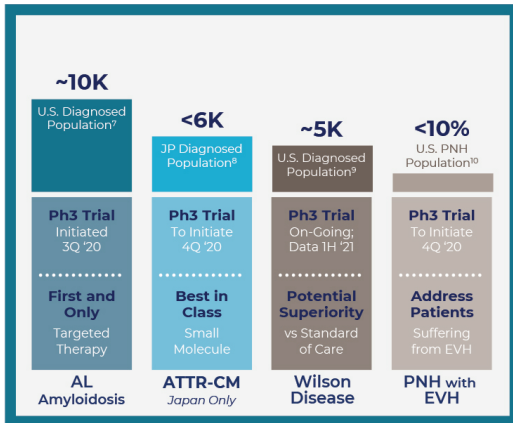 ~10K
U.S. Diagnosed
Population⁷
Ph3 Trial
Initiated
3Q ‘20
First and
Only
Targeted
Therapy
AL
Amyloidosis
<6K
JP Diagnosed
Population⁸
Ph3 Trial
To Initiate
4Q ‘20
Best in
Class
Small
Molecule
ATTR-CM
Japan Only
~5K
U.S. Diagnosed
Population⁹
Ph3 Trial
On-Going;
Data 1H ‘21
Potential
Superiority
vs Standard
of Care
Wilson
Disease
<10%
U.S. PNH
Population¹⁰
Ph3 Trial
To Initiate
4Q ‘20
Address
Patients
Suffering
from EVH
PNH with
EVH